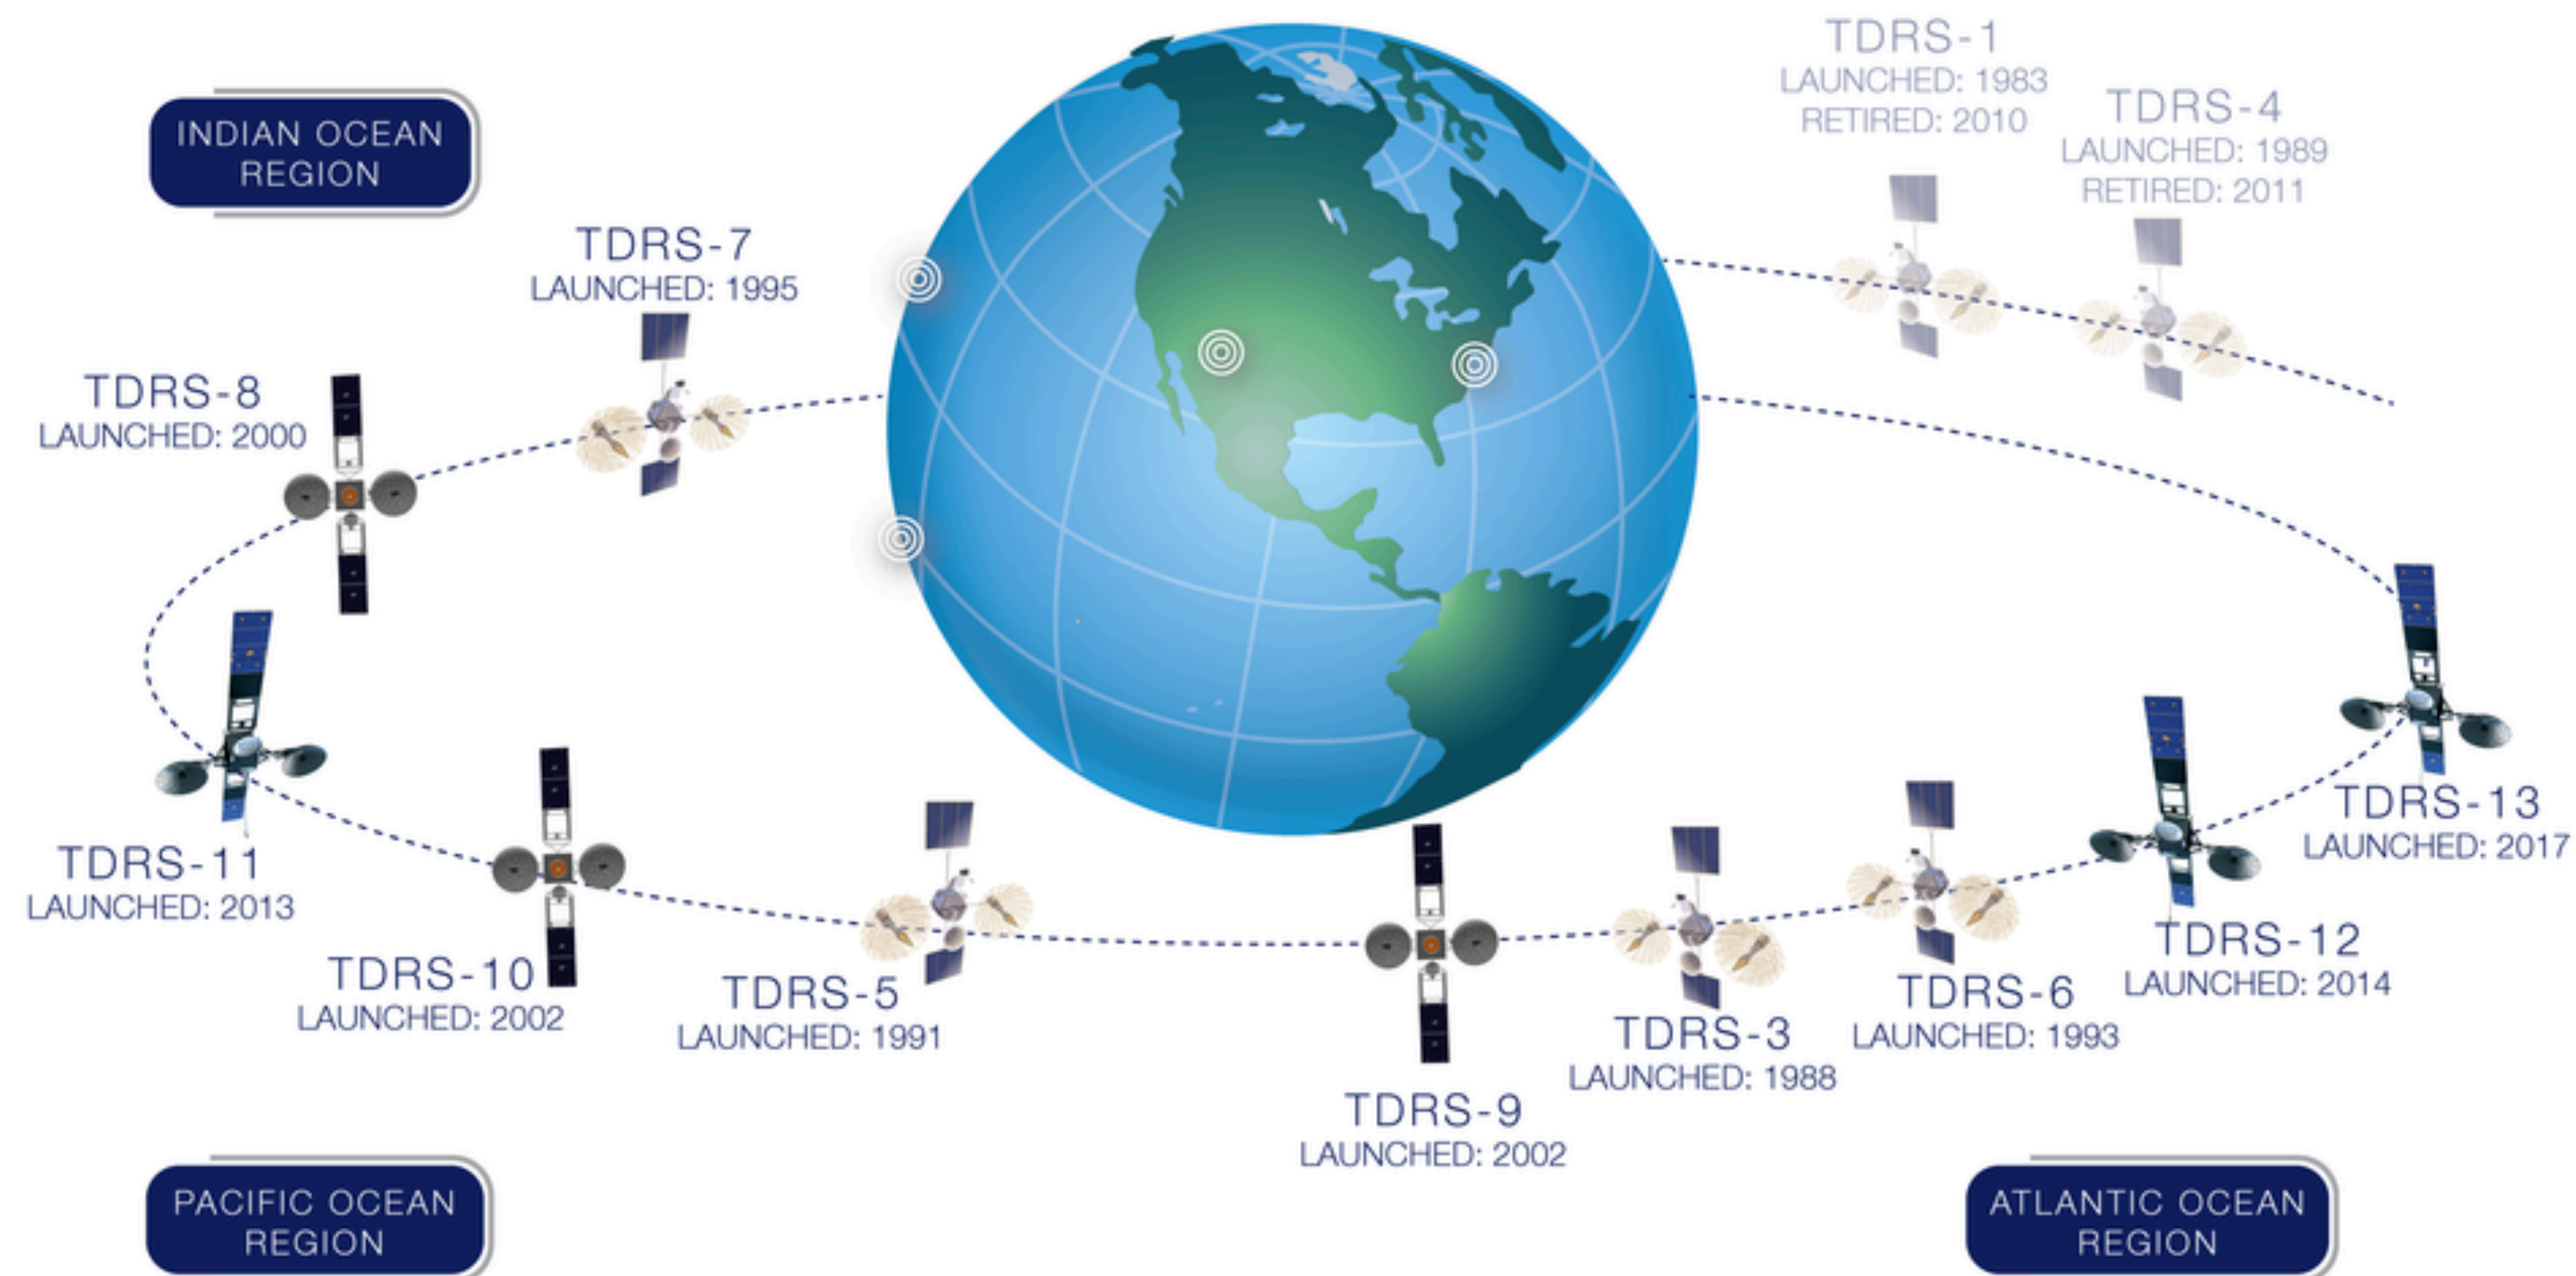 TDRS-1
LAUNCHED: 1983
RETIRED: 2010
TDRS-4
LAUNCHED: 1989
RETIRED: 2011
INDIAN OCEAN
REGION
TDRS-7
LAUNCHED: 1995
TDRS-8
LAUNCHED: 2000
TDRS-13
LAUNCHED: 2017
TDRS-11
LAUNCHED: 2013
TDRS-12
LAUNCHED: 2014
TDRS-10
LAUNCHED: 2002
TDRS-5
LAUNCHED: 1991
TDRS-6
LAUNCHED: 1993
TDRS-3
LAUNCHED: 1988
TDRS-9
LAUNCHED: 2002
PACIFIC OCEAN
REGION
ATLANTIC OCEAN
REGION